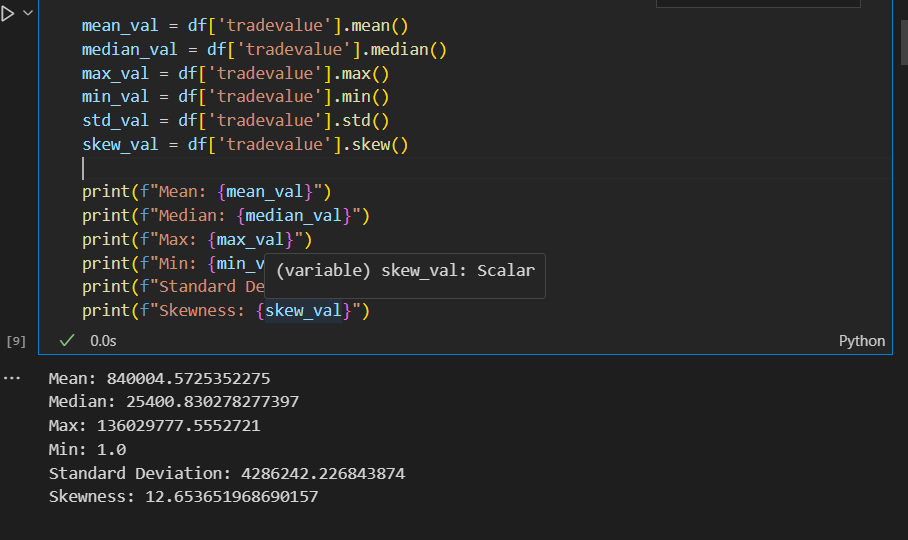 mean_val = df['tradevalue'].mean()
median_val = df['tradevalue'].median()
max_val = df['tradevalue'].max()
min_val = df['tradevalue'].min()
std_val = df['tradevalue'].std()
skew_val = df['tradevalue'].skew()
print(f"Mean: {mean_val}")
print(f"Median: {median_val}")
print(f"Max: {max_val}")
print(f"Min: {min_v
(variable) skew_val: Scalar
print(f"Standard De
print(f"Skewness: {skew_val}")
[9] 0.0s Python
Mean: 840004.5725352275
Median: 25400.830278277397
Max: 136029777.5552721
Min: 1.0
Standard Deviation: 4286242.226843874
Skewness: 12.653651968690157